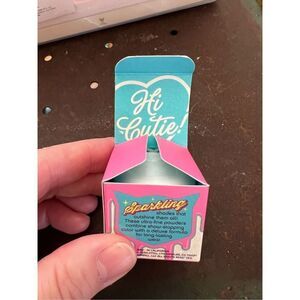 Hi
Cutie!
Sparkling
shades that
outshine them all!
These ultra-fine powders
combine show-stopping
color with a deluxe formula
for long-lasting
wear.